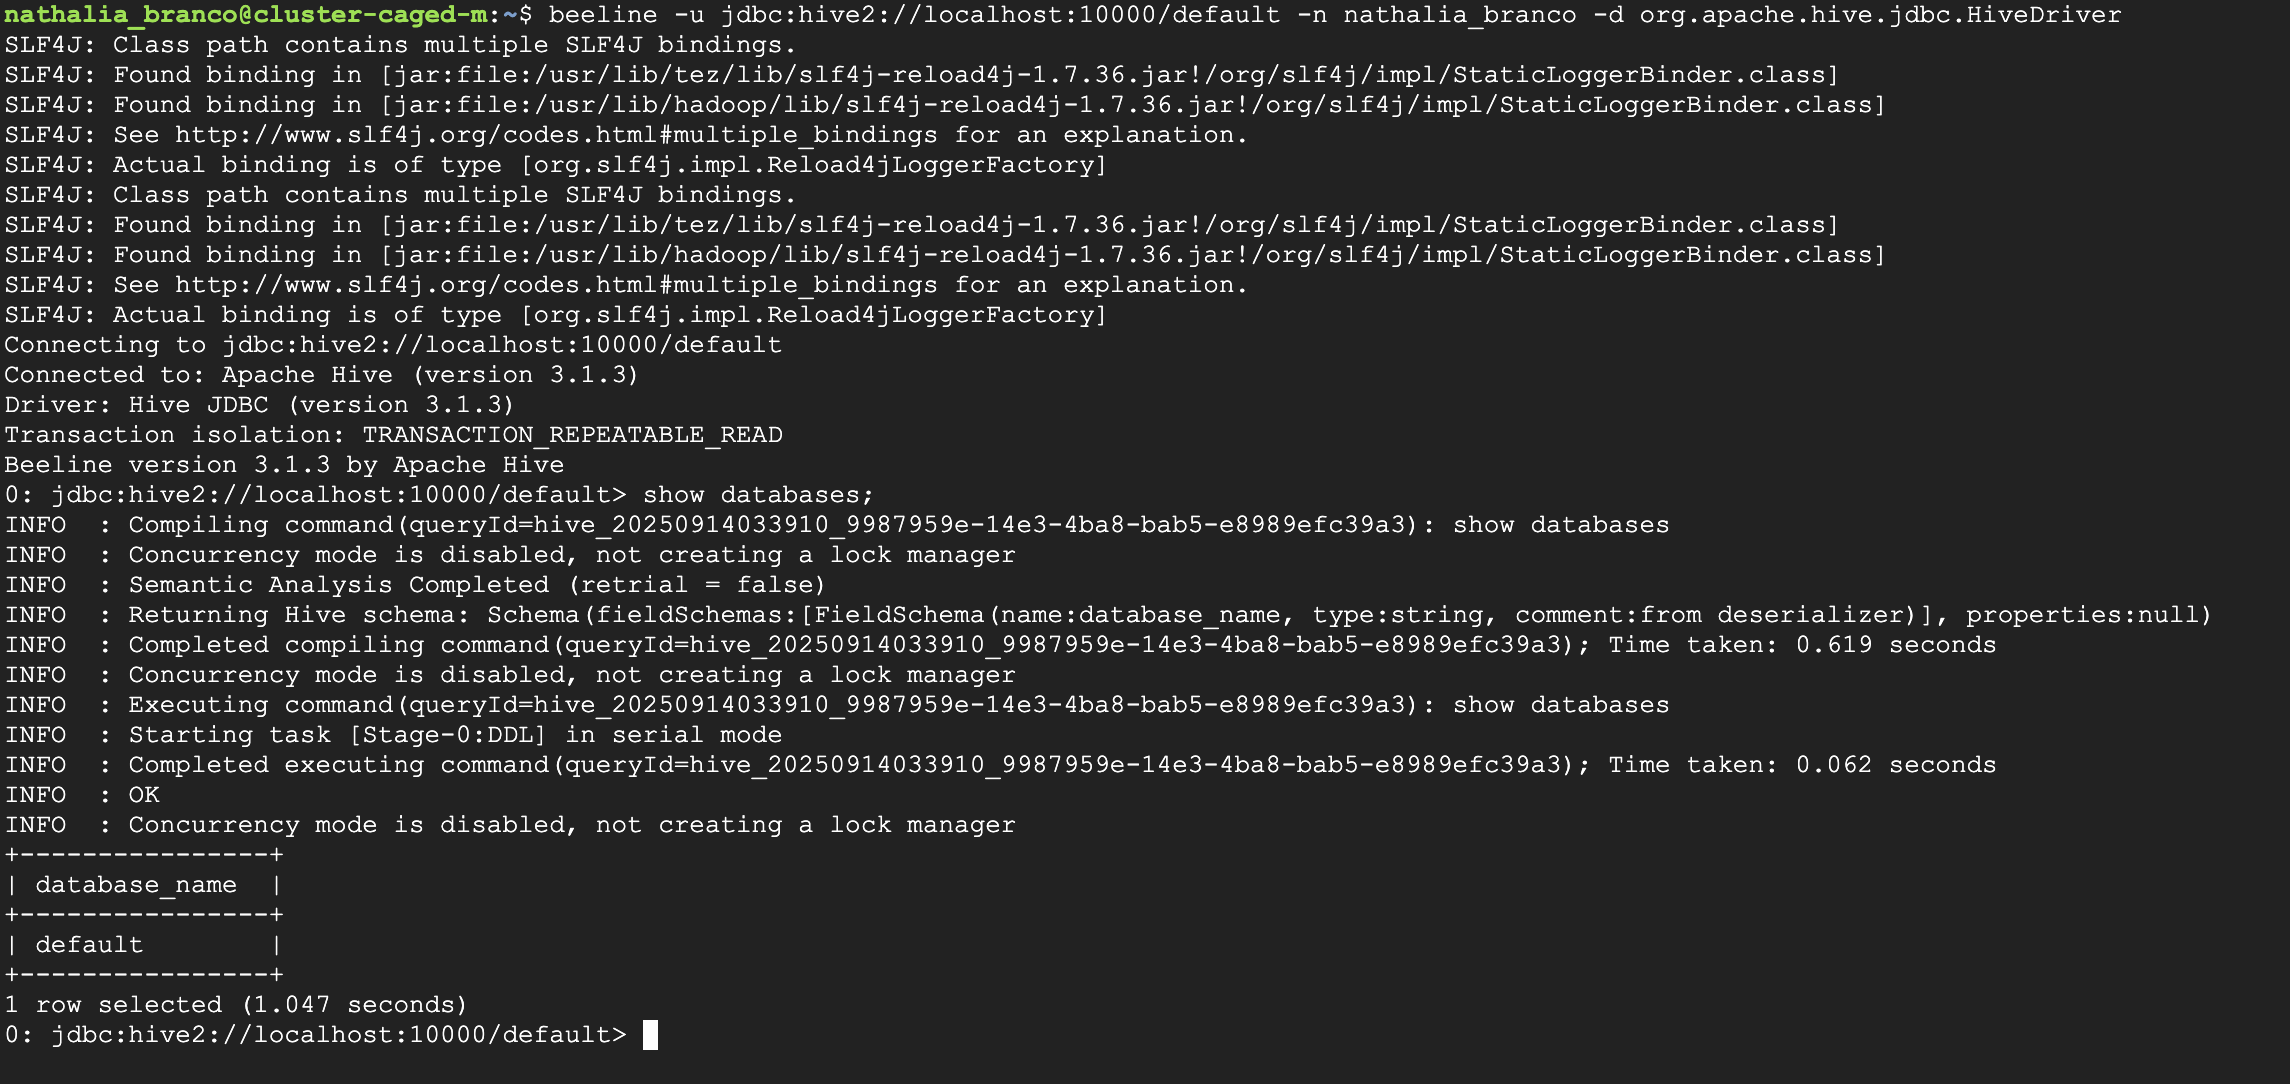 nathalia_branco@cluster-caged-m:~$ beeline -u jdbc:hive2://localhost:10000/default -n nathalia_branco -d org.apache.hive.jdbc.HiveDriver
SLF4J: Class path contains multiple SLF4J bindings.
SLF4J: Found binding in [jar:file:/usr/lib/tez/lib/slf4j-reload4j-1.7.36.jar!/org/slf4j/impl/StaticLoggerBinder.class]
SLF4J: Found binding in [jar:file:/usr/lib/hadoop/lib/slf4j-reload4j-1.7.36.jar!/org/slf4j/impl/StaticLoggerBinder.class]
SLF4J: See http://www.slf4j.org/codes.html#multiple_bindings for an explanation.
SLF4J: Actual binding is of type [org.slf4j.impl.Reload4jLoggerFactory]
SLF4J: Class path contains multiple SLF4J bindings.
SLF4J: Found binding in [jar:file:/usr/lib/tez/lib/slf4j-reload4j-1.7.36.jar!/org/slf4j/impl/StaticLoggerBinder.class]
SLF4J: Found binding in [jar:file:/usr/lib/hadoop/lib/slf4j-reload4j-1.7.36.jar!/org/slf4j/impl/StaticLoggerBinder.class]
SLF4J: See http://www.slf4j.org/codes.html#multiple_bindings for an explanation.
SLF4J: Actual binding is of type [org.slf4j.impl.Reload4jLoggerFactory]
Connecting to jdbc:hive2://localhost:10000/default
Connected to: Apache Hive (version 3.1.3)
Driver: Hive JDBC (version 3.1.3)
Transaction isolation: TRANSACTION_REPEATABLE_READ
Beeline version 3.1.3 by Apache Hive
0: jdbc:hive2://localhost:10000/default> show databases;
INFO  : Compiling command(queryId=hive_20250914033910_9987959e-14e3-4ba8-bab5-e8989efc39a3): show databases
INFO  : Concurrency mode is disabled, not creating a lock manager
INFO  : Semantic Analysis Completed (retrial = false)
INFO  : Returning Hive schema: Schema(fieldSchemas:[FieldSchema(name:database_name, type:string, comment:from deserializer)], properties:null)
INFO  : Completed compiling command(queryId=hive_20250914033910_9987959e-14e3-4ba8-bab5-e8989efc39a3); Time taken: 0.619 seconds
INFO  : Concurrency mode is disabled, not creating a lock manager
INFO  : Executing command(queryId=hive_20250914033910_9987959e-14e3-4ba8-bab5-e8989efc39a3): show databases
INFO  : Starting task [Stage-0:DDL] in serial mode
INFO  : Completed executing command(queryId=hive_20250914033910_9987959e-14e3-4ba8-bab5-e8989efc39a3); Time taken: 0.062 seconds
INFO  : OK
INFO  : Concurrency mode is disabled, not creating a lock manager
+----------------+
| database_name  |
+----------------+
| default        |
+----------------+
1 row selected (1.047 seconds)
0: jdbc:hive2://localhost:10000/default>